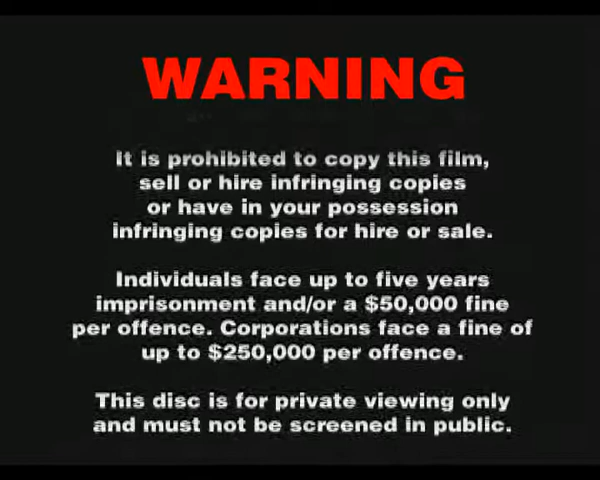 WARNING
It is prohibited to copy this film,
sell or hire infringing copies
or have in your possession
infringing copies for hire or sale.
Individuals face up to five years
imprisonment and/or a $50,000 fine
per offence. Corporations face a fine of
up to $250,000 per offence.
This disc is for private viewing only
and must not be screened in public.